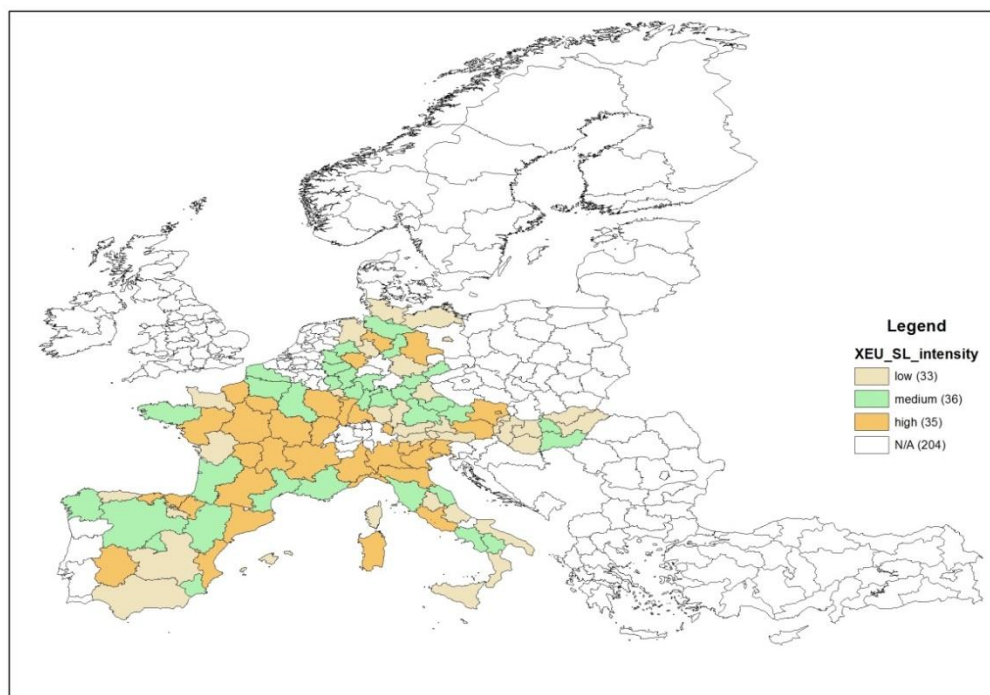 Legend
XEU_SL_intensity
low (33)
medium (36)
high (35)
N/A (204)